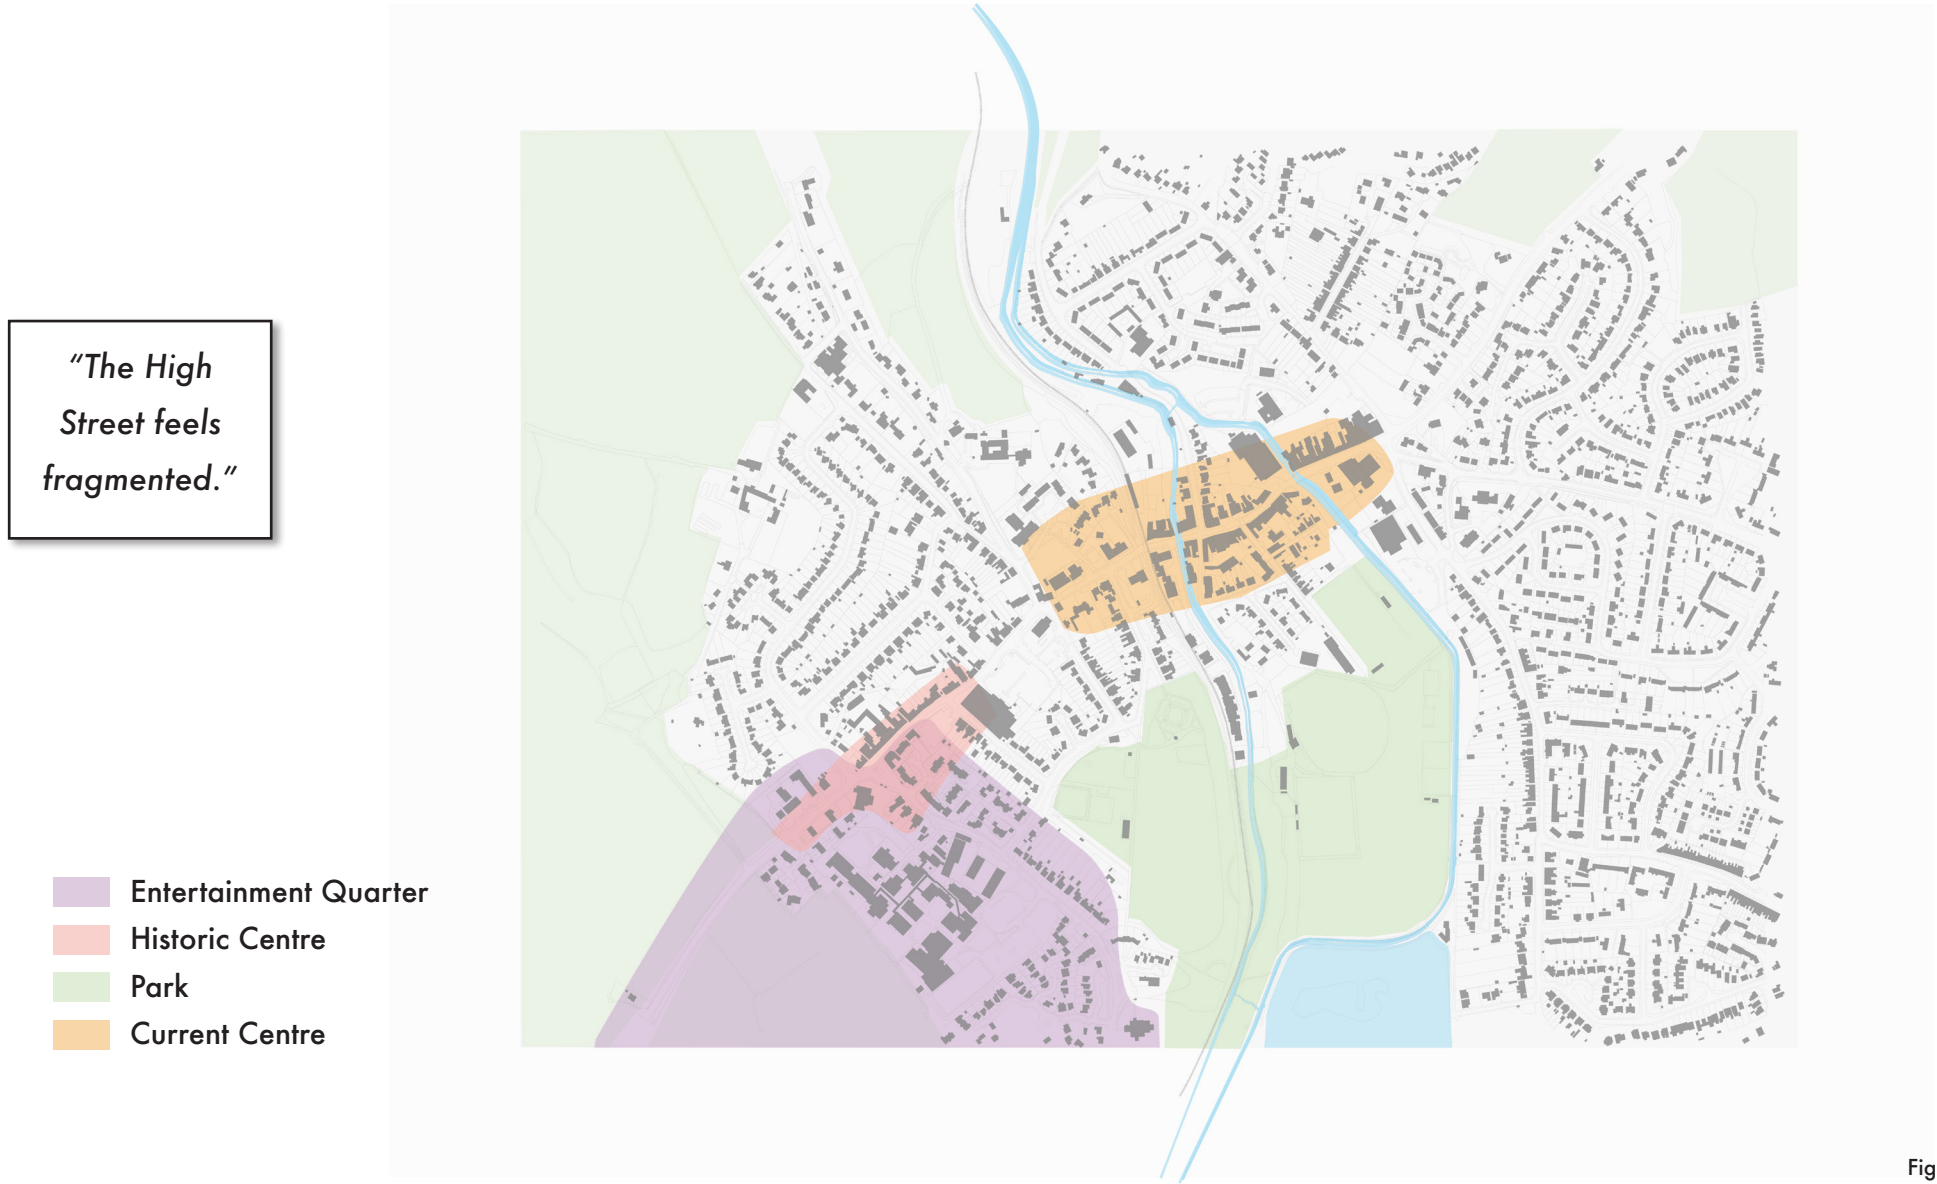 "The High
Street feels
fragmented."
Entertainment Quarter
Historic Centre
Park
Current Centre
Fig